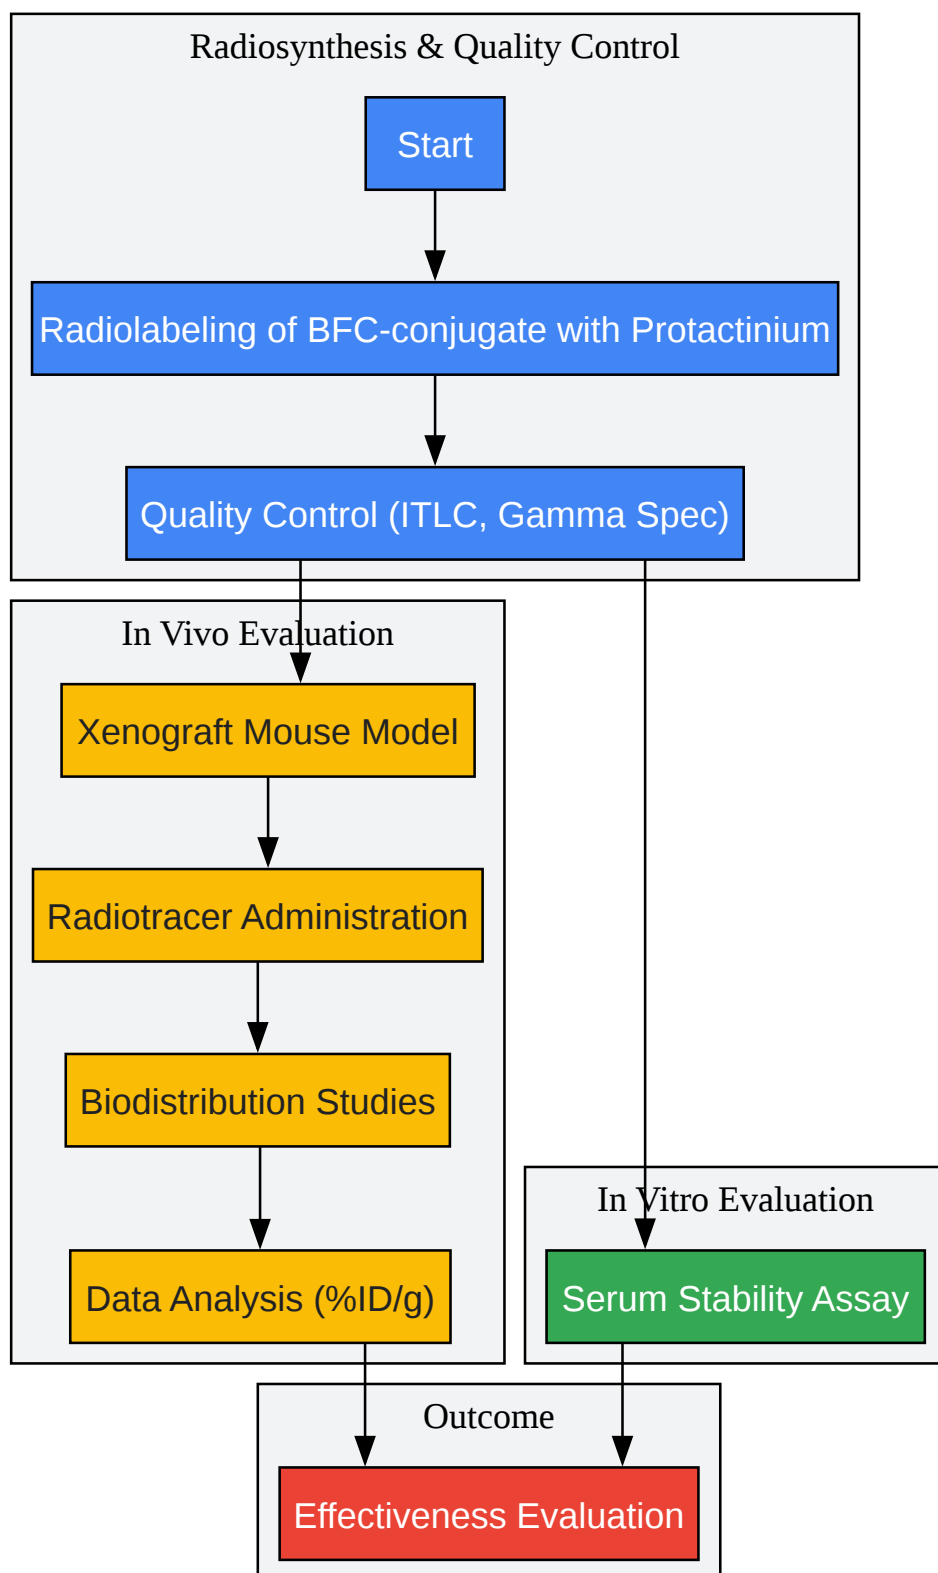 Radiosynthesis & Quality Control
Start
Radiolabeling of BFC-conjugate with Protactinium
Quality Control (ITLC, Gamma Spec)
In Vivo Evaluation
Xenograft Mouse Model
Radiotracer Administration
Biodistribution Studies
Data Analysis (%ID/g)
In Vitro Evaluation
Serum Stability Assay
Outcome
Effectiveness Evaluation